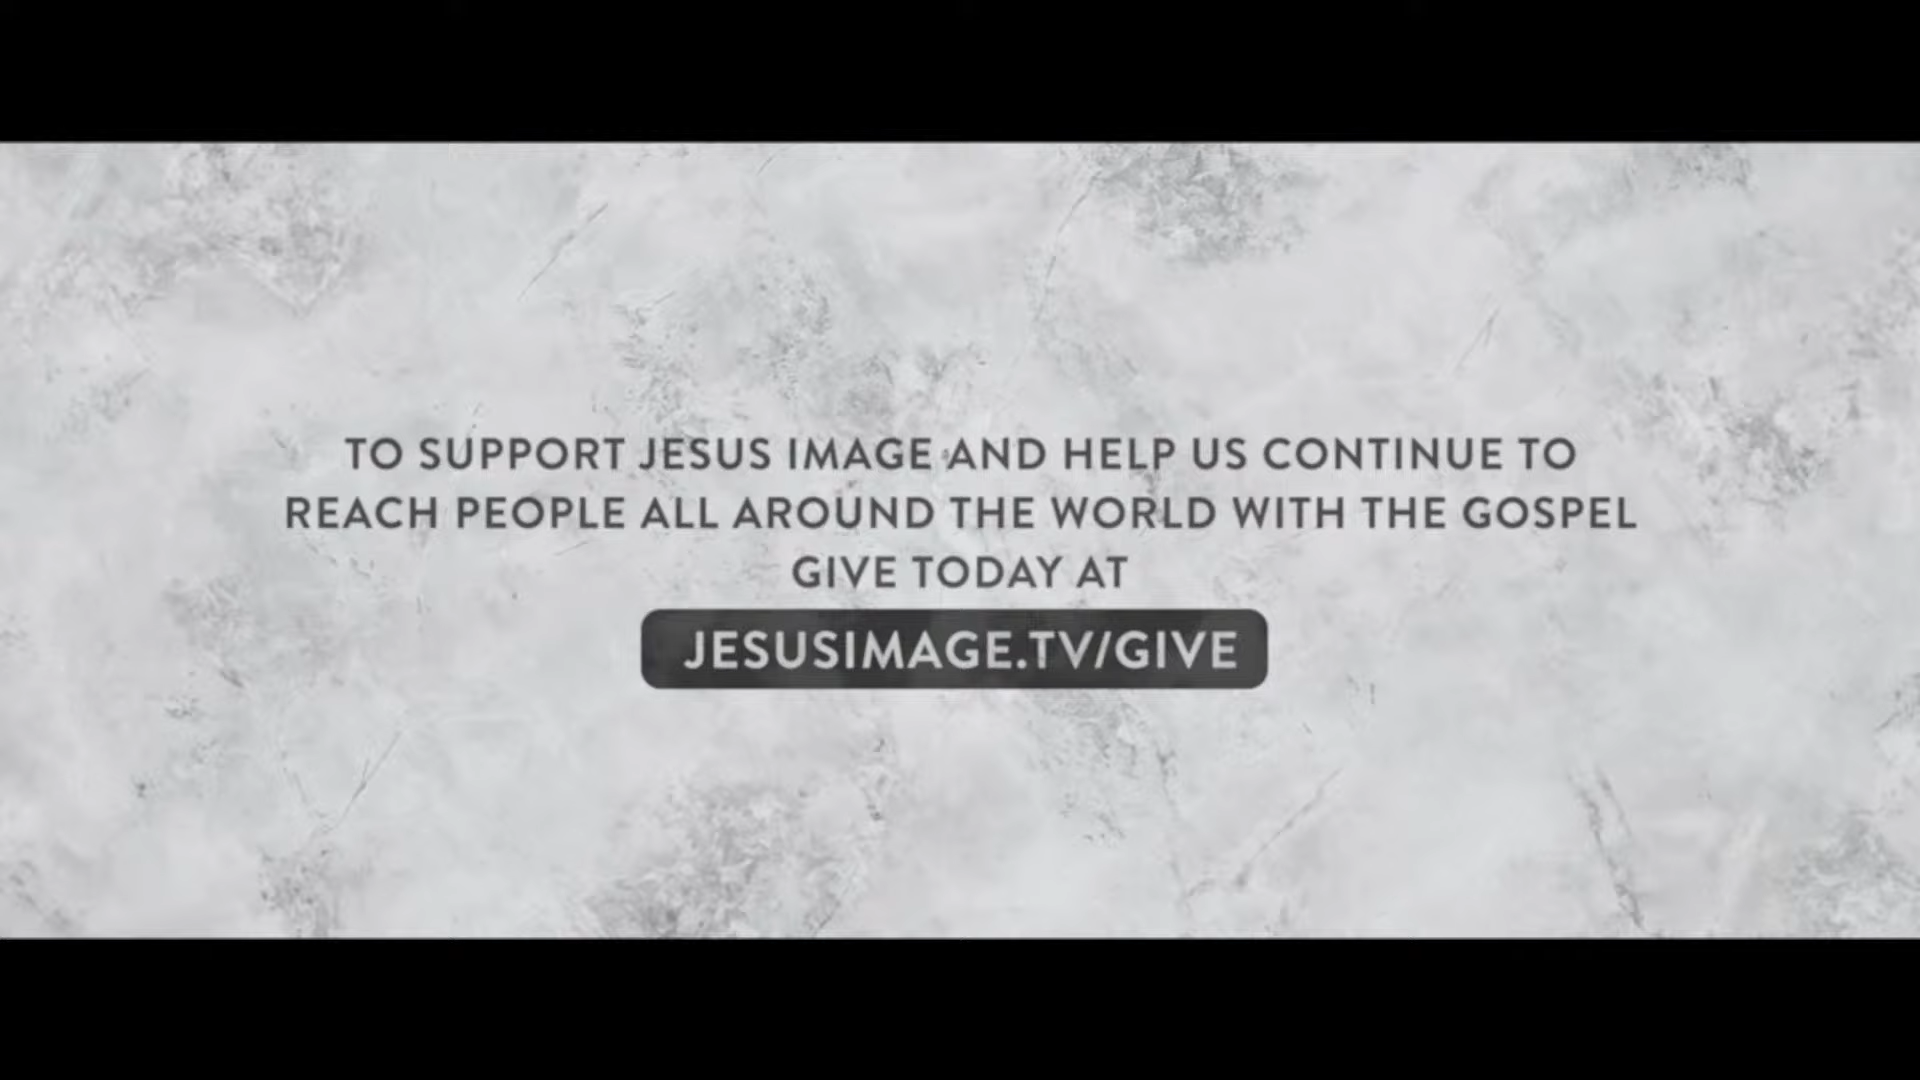 TO SUPPORT JESUS IMAGE AND HELP US CONTINUE TO
REACH PEOPLE ALL AROUND THE WORLD WITH THE GOSPEL
GIVE TODAY AT
JESUSIMAGE.TV/GIVE